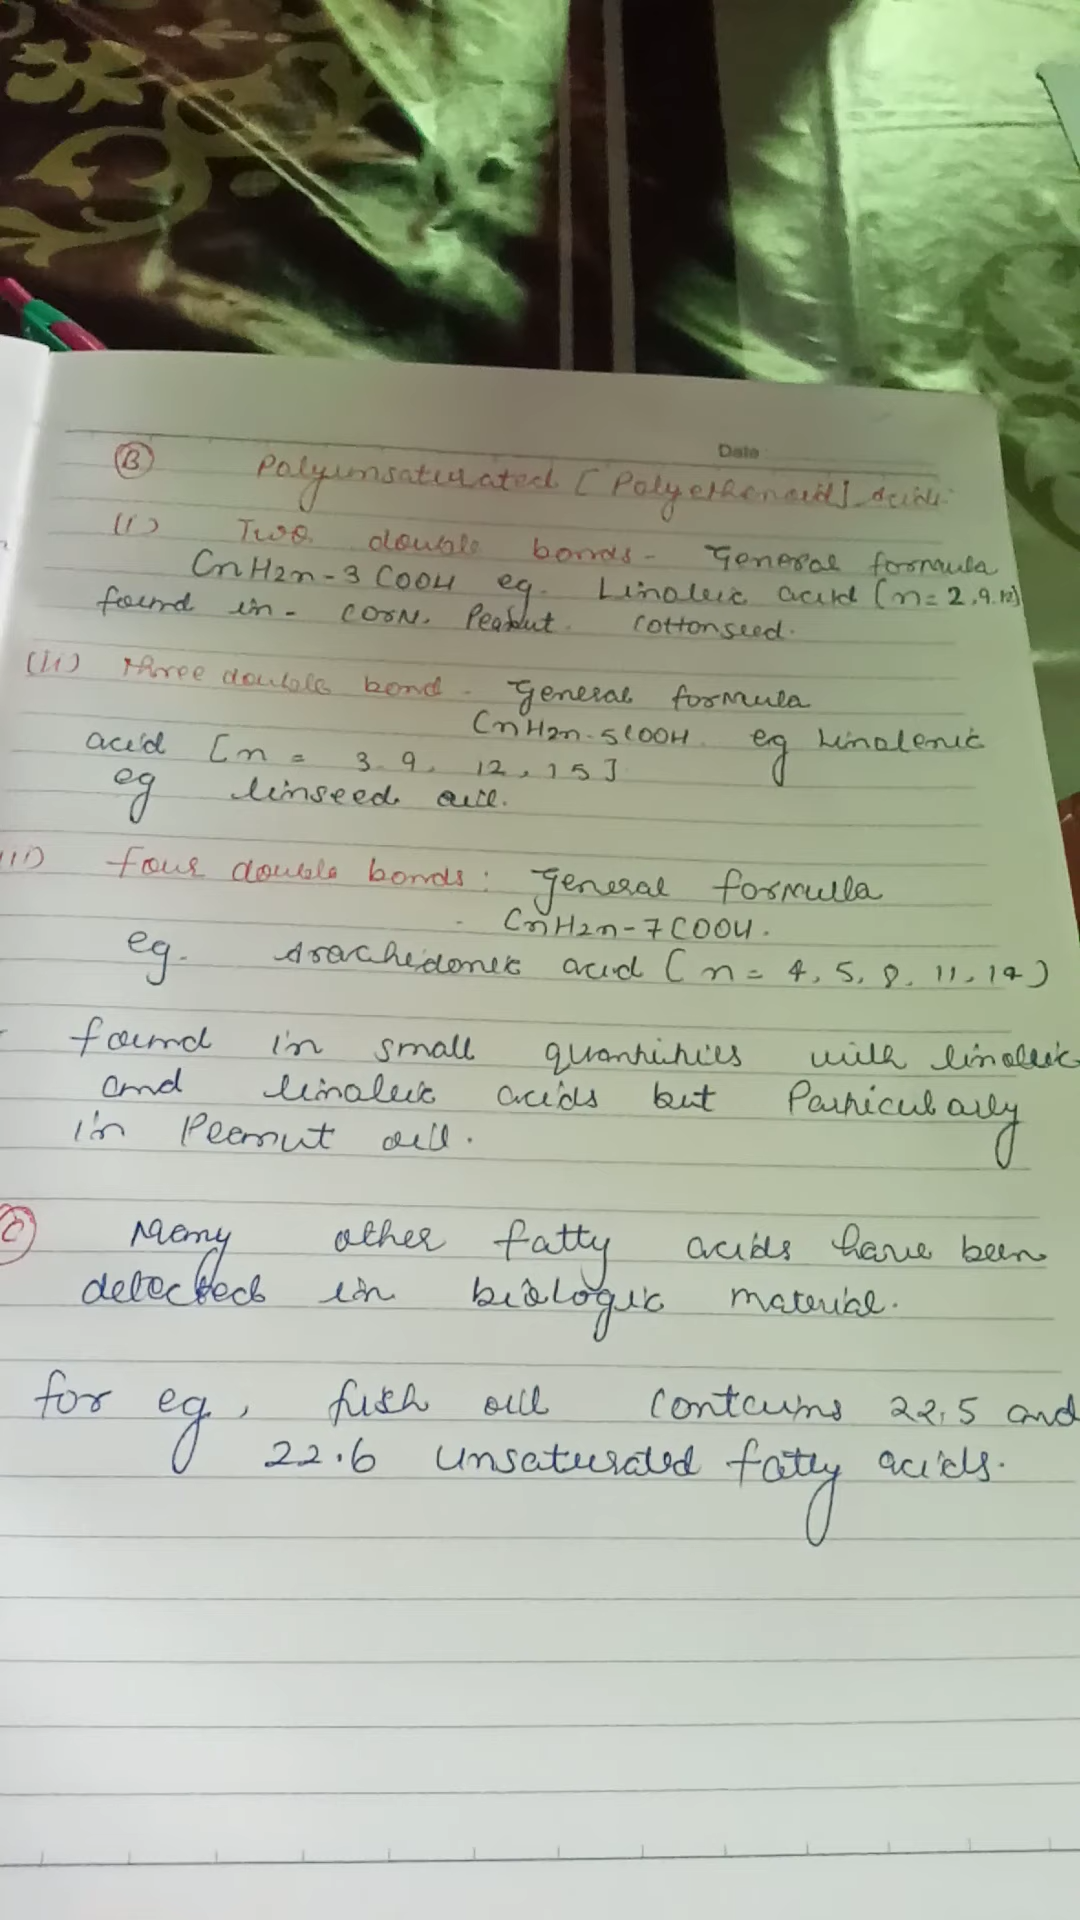 Date
(B) Polyunsaturated [Polyethenoid] acids
(i) Two double bonds - General formula
CnH2n-3 COOH eg. Linoleic acid (n=2,9.12)
found in - corn, Peanut. cottonseed.
(ii) three double bond - general formula
CnH2n-5COOH. eg Linolenic
acid [n = 3.9, 12, 15]
eg linseed oil.
four double bonds: general formulla
- CnH2n-7COOH.
eg. Arachedonic acid (n= 4, 5, 8, 11, 14)
found in small quantities with linoleic
and linoleic acids but Particularly
in Peanut oil.
(C) Many other fatty acids have been
detected in biologic material.
for eg, fish oil contains 22.5 and
22.6 unsaturated fatty acids.